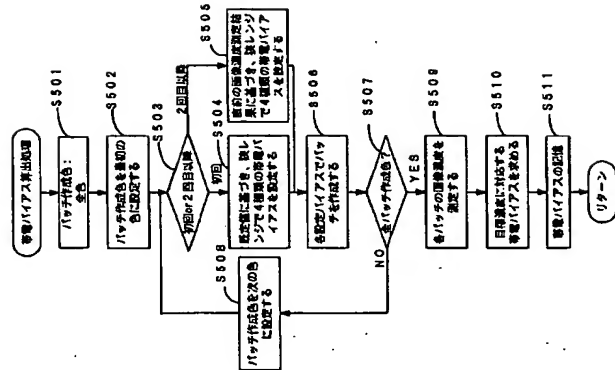 帯電バイアス算出処理
S501
パッチ作成色：
全色
S502
パッチ作成色を最初の
色に設定する
S503
初回or2回目以降
2回目以降
初回
S504
既定値に基づき、狭レ
ンジで4種類の帯電バ
イアスを設定する
S505
直前の画像濃度測定結
果に基づき、狭レンジ
で4種類の帯電バイア
スを設定する
S506
各設定バイアスでパッ
チを作成する
S507
全パッチ作成色？
NO
YES
S508
パッチ作成色を次の色
に設定する
S509
各パッチの画像濃度を
測定する
S510
目標濃度に対応する
帯電バイアスを求める
S511
帯電バイアスの記憶
リターン